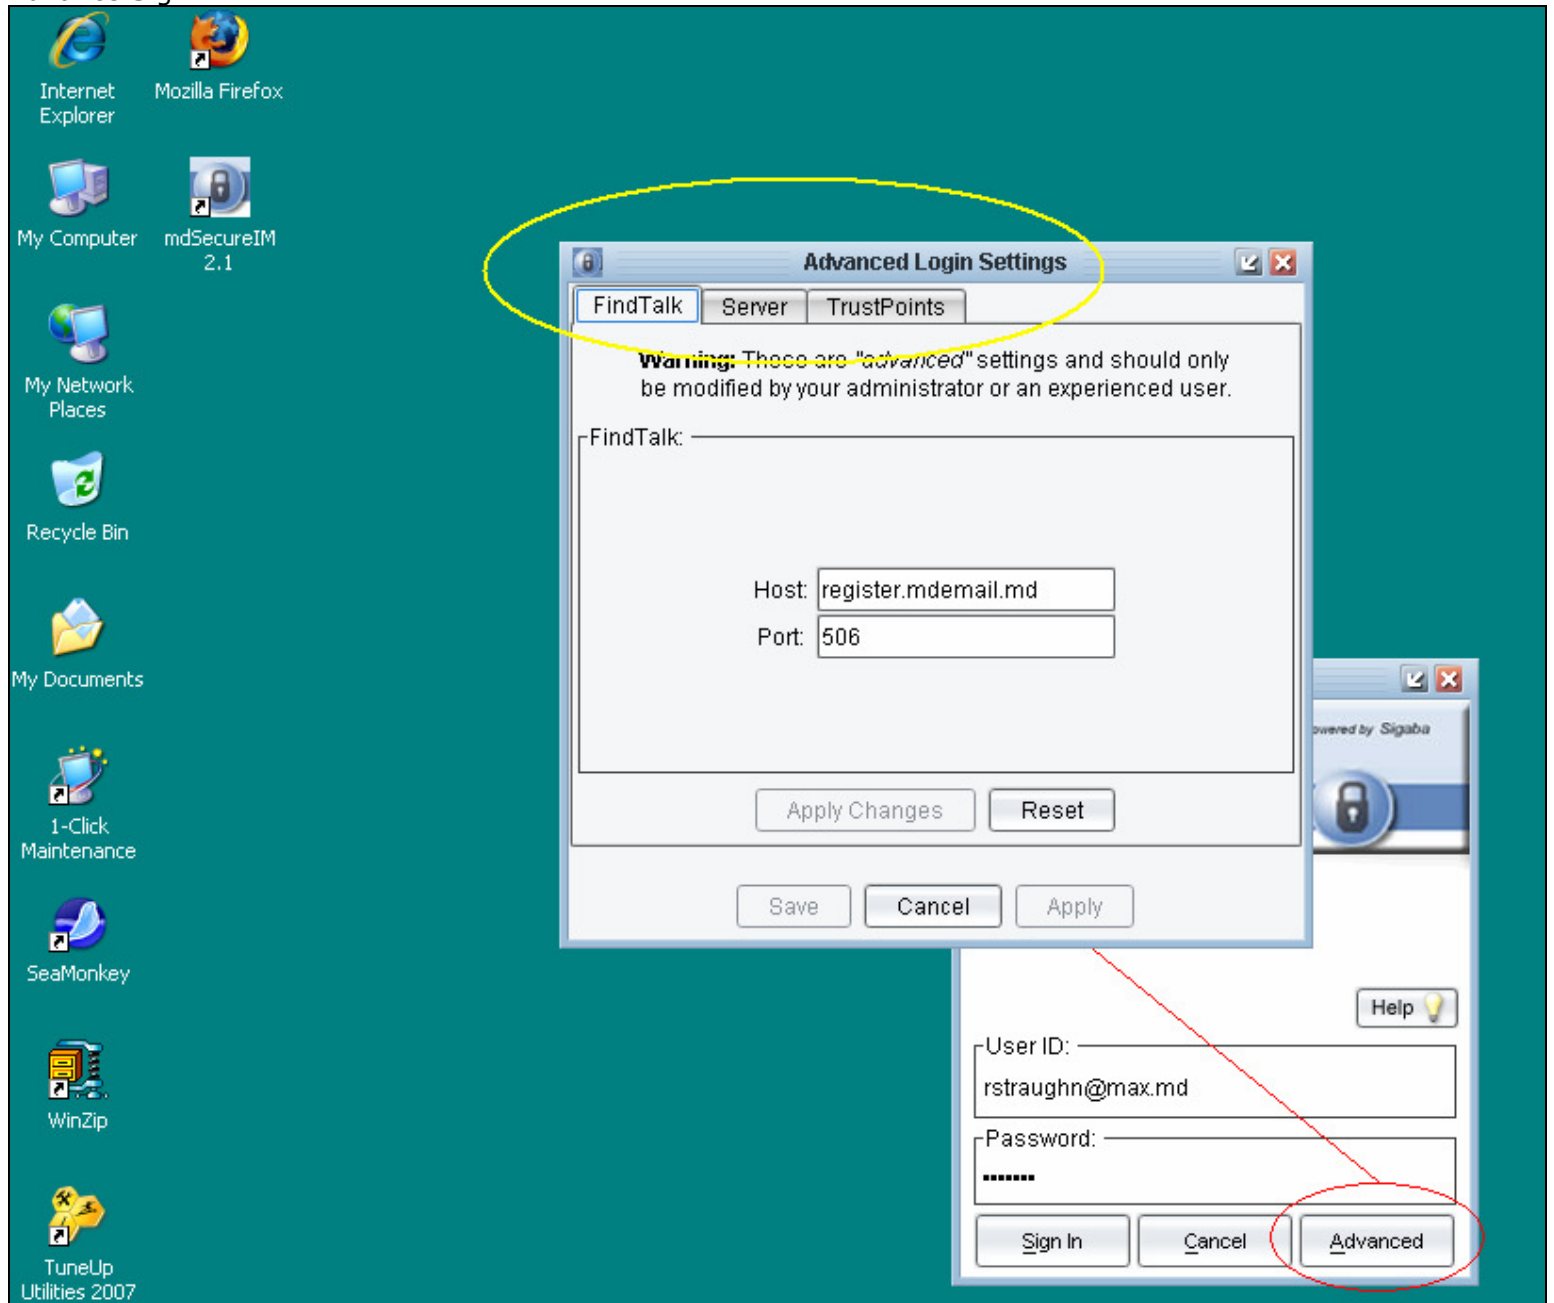 Internet
Explorer
Mozilla Firefox
My Computer
mdSecureIM
2.1
My Network
Places
Recycle Bin
My Documents
1-Click
Maintenance
SeaMonkey
WinZip
TuneUp
Utilities 2007
Advanced Login Settings
FindTalk
Server
TrustPoints
Warning: These are "advanced" settings and should only
be modified by your administrator or an experienced user.
FindTalk:
Host: register.mdemail.md
Port: 506
Apply Changes
Reset
Save
Cancel
Apply
powered by Sigaba
Help
User ID:
rstraughn@max.md
Password:
•••••••
Sign In
Cancel
Advanced